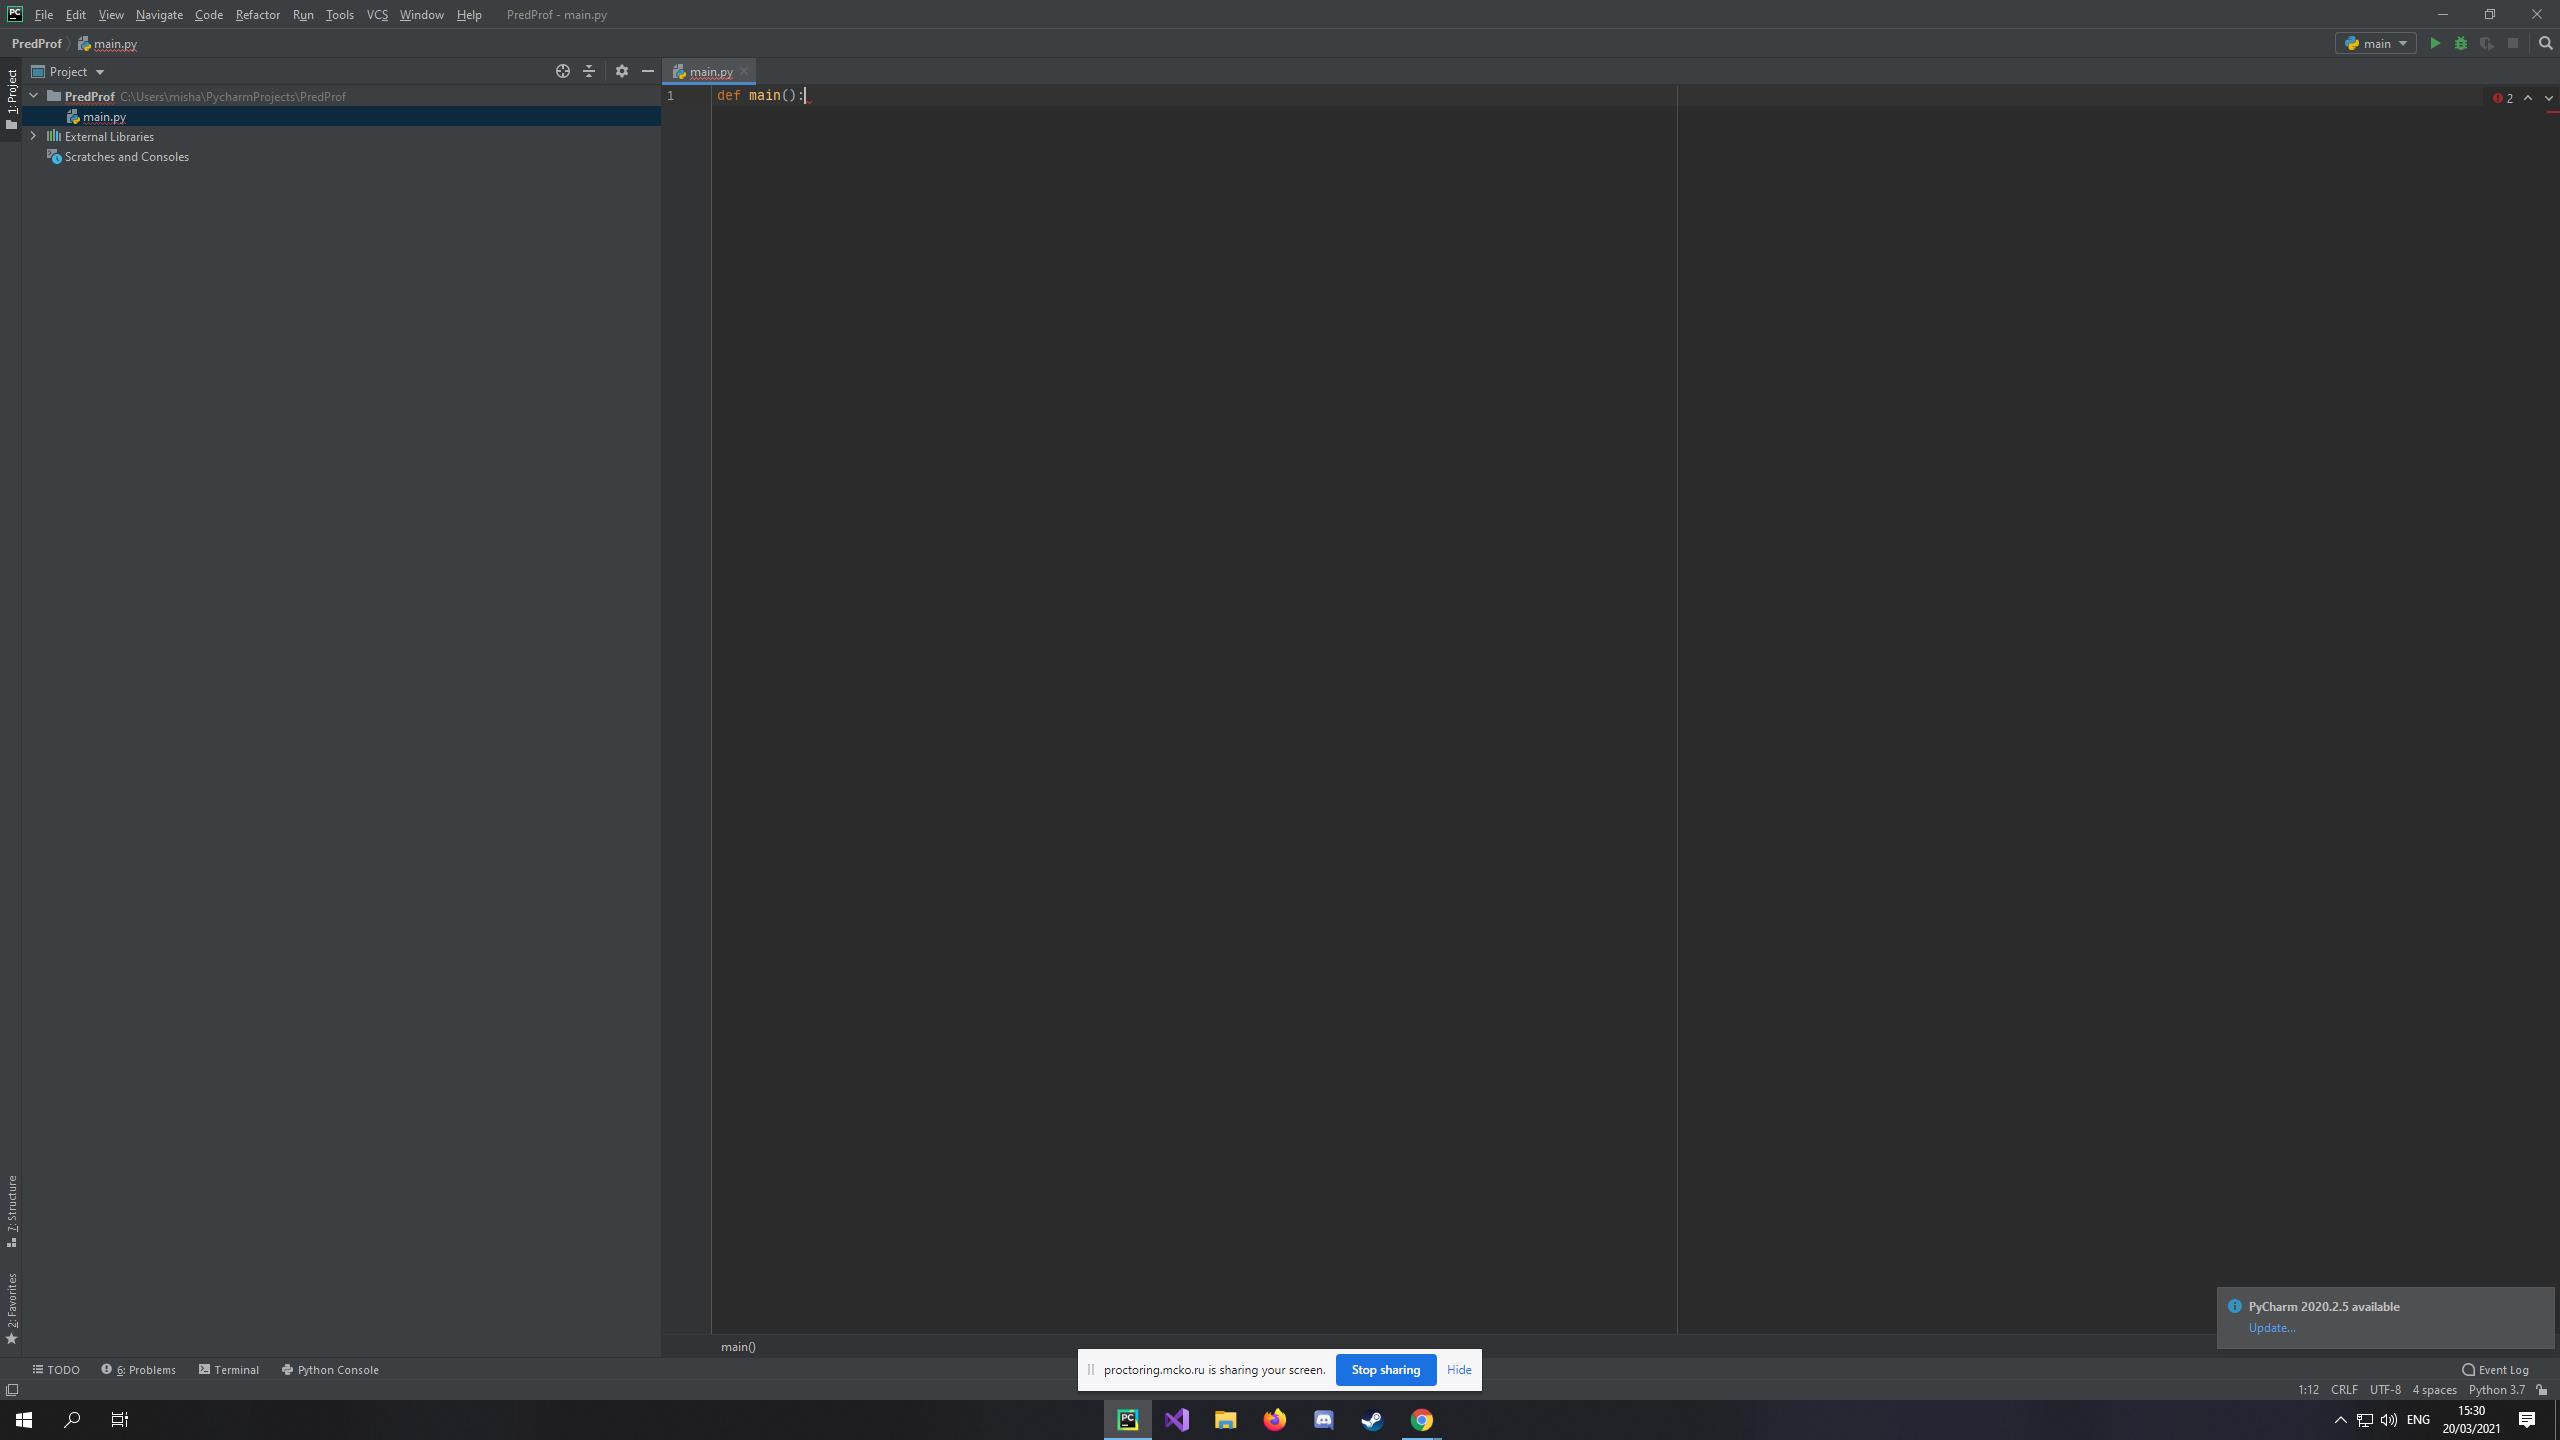 PC File Edit View Navigate Code Refactor Run Tools VCS Window Help PredProf - main.py
PredProf main.py main
1: Project
Project
main.py
PredProf C:\Users\misha\PycharmProjects\PredProf
main.py
External Libraries
Scratches and Consoles
1 def main():
2
7: Structure
2: Favorites
PyCharm 2020.2.5 available
Update...
main()
TODO 6: Problems Terminal Python Console
proctoring.mcko.ru is sharing your screen. Stop sharing Hide
Event Log
1:12 CRLF UTF-8 4 spaces Python 3.7
PC
ENG
15:30
20/03/2021